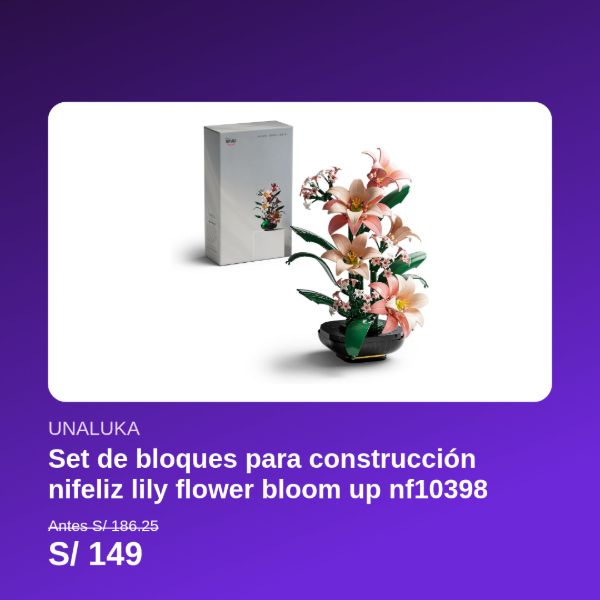 UNALUKA
Set de bloques para construcción
nifeliz lily flower bloom up nf10398
Antes S/ 186.25
S/ 149